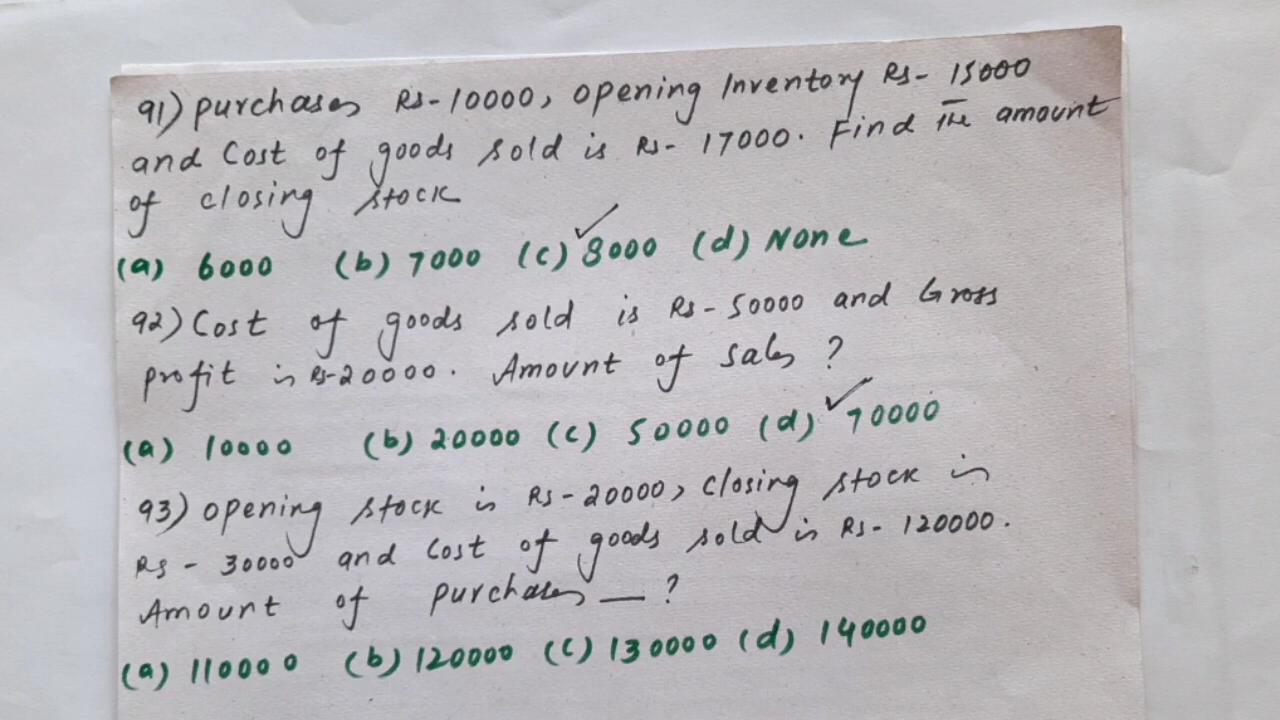 91) purchases Rs-10000, opening Inventory Rs- 15000
and Cost of goods sold is Rs- 17000. Find The amount
of closing stock
(a) 6000 (b) 7000 (c) ✓8000 (d) None
92) Cost of goods sold is Rs-50000 and Gross
profit is Rs-20000. Amount of sales ?
(a) 10000 (b) 20000 (c) 50000 (d) ✓70000
93) opening stock is Rs-20000, closing stock is
Rs - 30000 and Cost of goods sold is Rs- 120000.
Amount of purchases __ ?
(a) 110000 (b) 120000 (c) 130000 (d) 140000